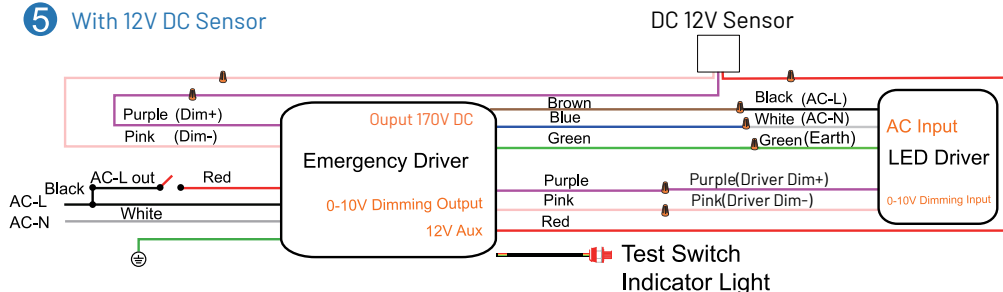 5 With 12V DC Sensor
DC 12V Sensor
Purple (Dim+)
Pink (Dim-)
Ouput 170V DC
Emergency Driver
0-10V Dimming Output
12V Aux
Brown
Blue
Green
Black (AC-L)
White (AC-N)
Green (Earth)
AC Input
LED Driver
0-10V Dimming Input
AC-L out
Red
Black
AC-L
AC-N
White
Purple
Purple(Driver Dim+)
Pink
Pink(Driver Dim-)
Red
Test Switch
Indicator Light